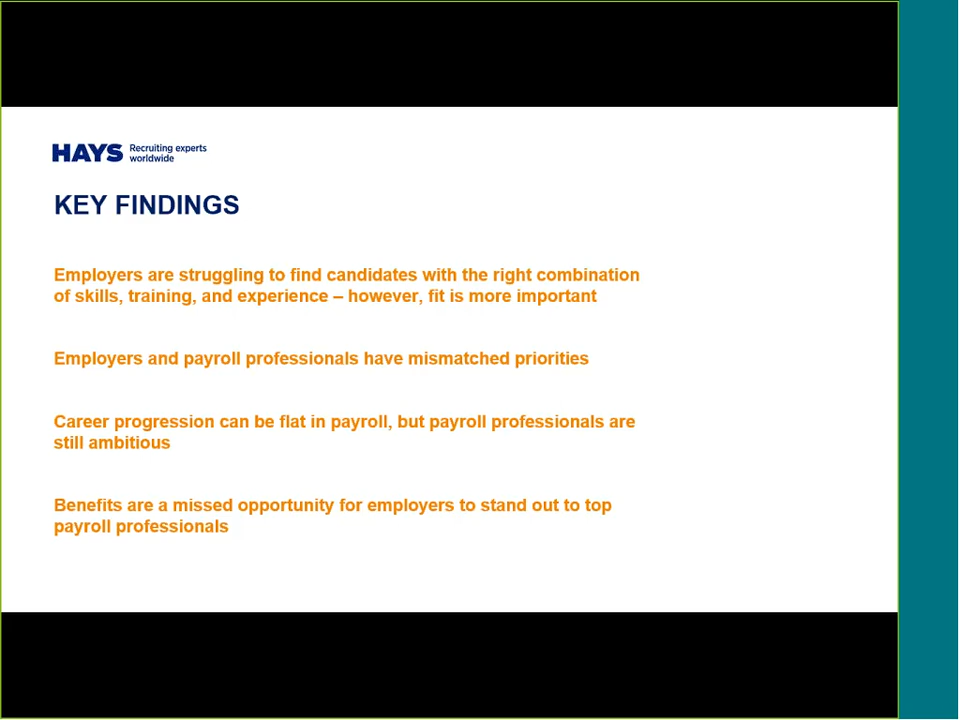 HAYS Recruiting experts
worldwide
KEY FINDINGS
Employers are struggling to find candidates with the right combination
of skills, training, and experience – however, fit is more important
Employers and payroll professionals have mismatched priorities
Career progression can be flat in payroll, but payroll professionals are
still ambitious
Benefits are a missed opportunity for employers to stand out to top
payroll professionals